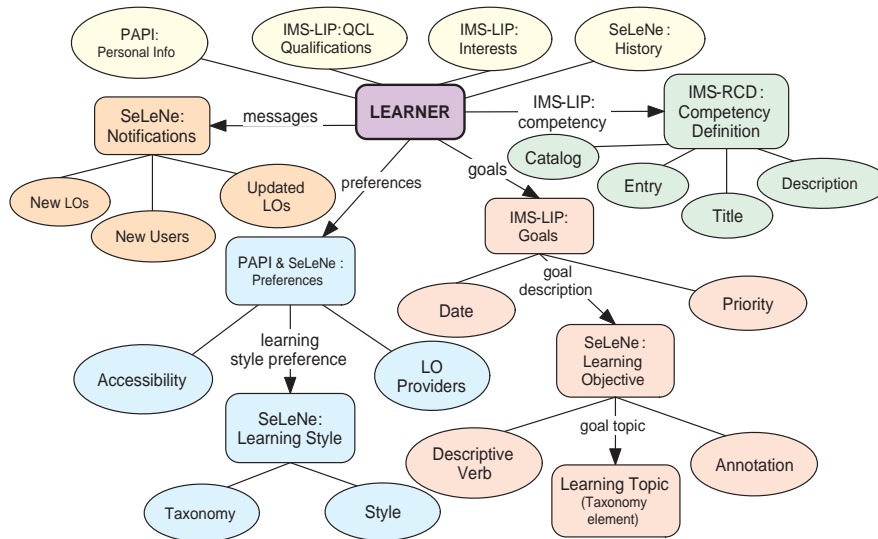 PAPI:
Personal Info
IMS-LIP:QCL
Qualifications
IMS-LIP:
Interests
SeLeNe:
History
LEARNER
messages
IMS-LIP:
competency
IMS-RCD:
Competency
Definition
SeLeNe:
Notifications
preferences
goals
Catalog
Entry
Title
Description
New LOs
New Users
Updated
LOs
IMS-LIP:
Goals
PAPI & SeLeNe:
Preferences
goal
description
Date
Priority
learning
style preference
Accessibility
LO
Providers
SeLeNe:
Learning
Objective
SeLeNe:
Learning Style
goal topic
Descriptive
Verb
Annotation
Learning Topic
(Taxonomy
element)
Taxonomy
Style